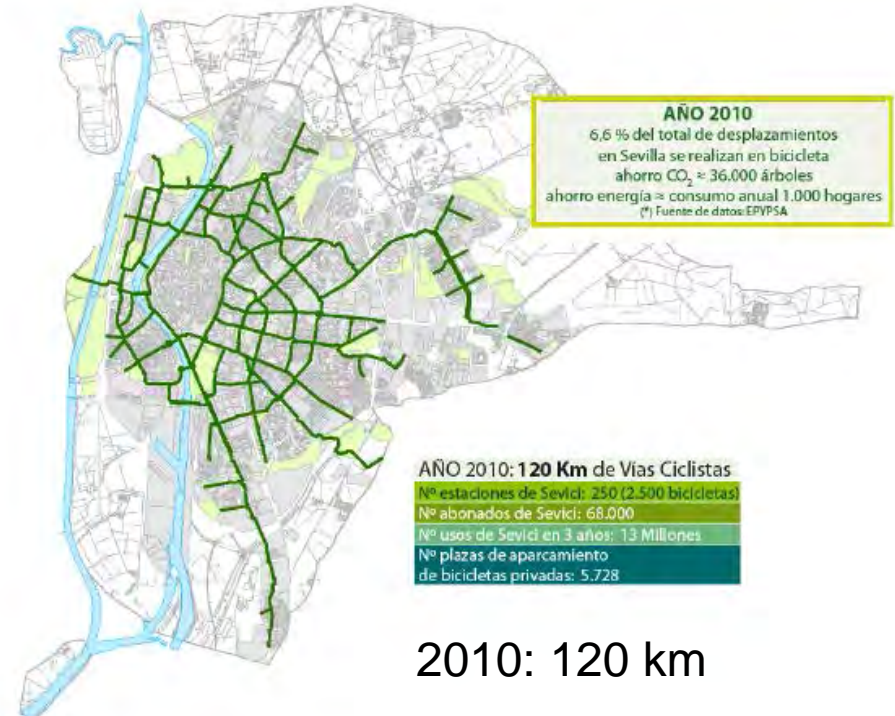 AÑO 2010
6,6 % del total de desplazamientos
en Sevilla se realizan en bicicleta
ahorro CO₂ ≈ 36.000 árboles
ahorro energía ≈ consumo anual 1.000 hogares
(*) Fuente de datos: EPYPSA
AÑO 2010: 120 Km de Vías Ciclistas
Nº estaciones de Sevici: 250 (2.500 bicicletas)
Nº abonados de Sevici: 68.000
Nº usos de Sevici en 3 años: 13 Millones
Nº plazas de aparcamiento
de bicicletas privadas: 5.728
2010: 120 km